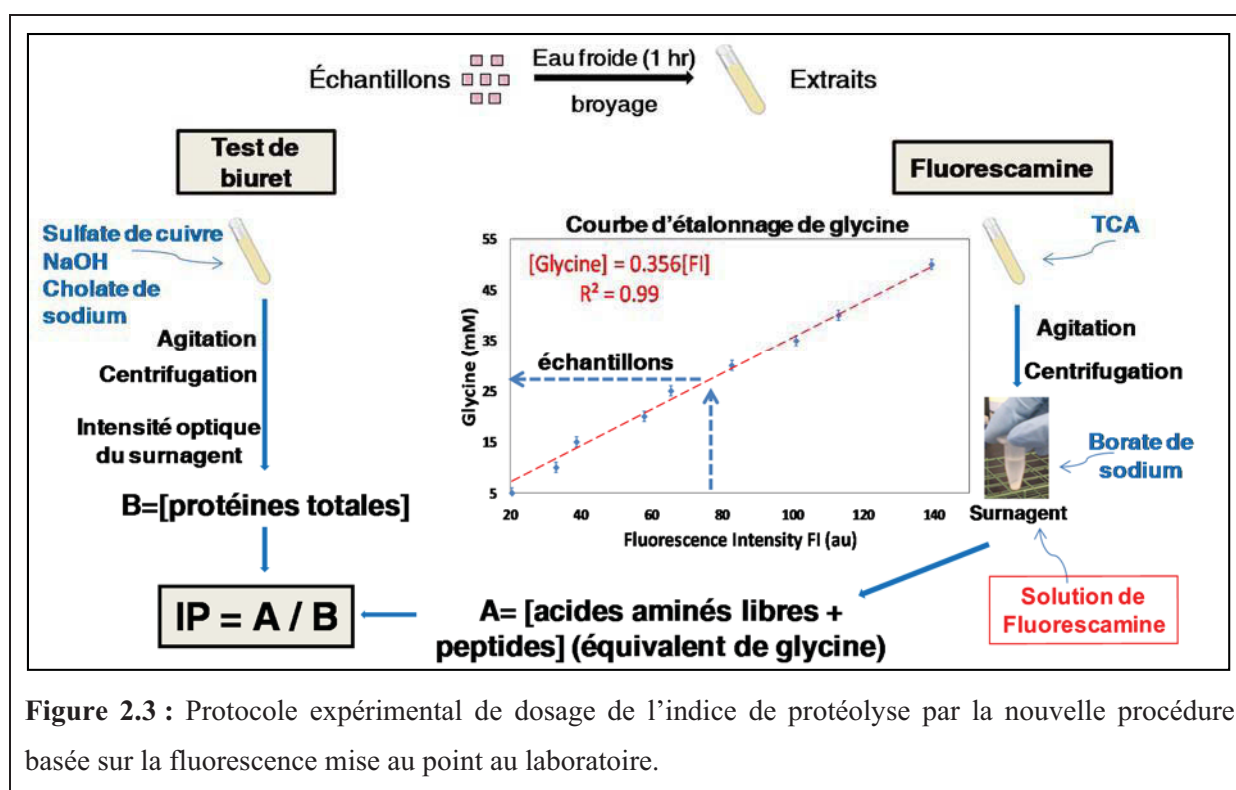 Échantillons
Eau froide (1 hr)
broyage
Extraits
Test de
biuret
Sulfate de cuivre
NaOH
Cholate de
sodium
Agitation
Centrifugation
Intensité optique
du surnagent
B=[protéines totales]
IP = A / B
Courbe d'étalonnage de glycine
[Glycine] = 0.356[FI]
R² = 0.99
échantillons
Glycine (mM)
55
45
35
25
15
5
20 40 60 80 100 120 140
Fluorescence Intensity FI (au)
Fluorescamine
TCA
Agitation
Centrifugation
Borate de
sodium
Surnagent
Solution de
Fluorescamine
A= [acides aminés libres +
peptides] (équivalent de glycine)
Figure 2.3 : Protocole expérimental de dosage de l'indice de protéolyse par la nouvelle procédure
basée sur la fluorescence mise au point au laboratoire.